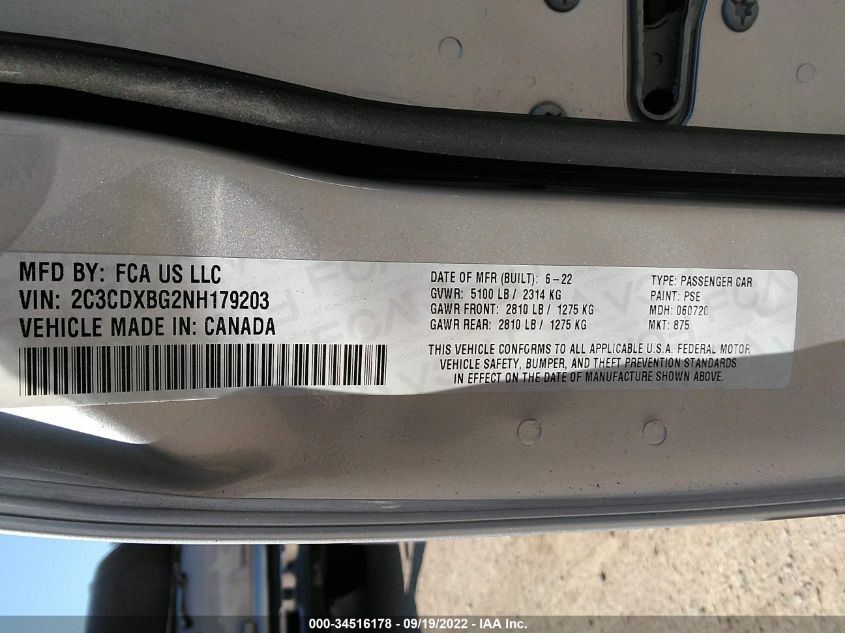 MFD BY: FCA US LLC
VIN: 2C3CDXBG2NH179203
VEHICLE MADE IN: CANADA
DATE OF MFR (BUILT): 6-22
GVWR: 5100 LB / 2314 KG
GAWR FRONT: 2810 LB / 1275 KG
GAWR REAR: 2810 LB / 1275 KG
TYPE: PASSENGER CAR
PAINT: PSE
MDH: 060720
MKT: 875
THIS VEHICLE CONFORMS TO ALL APPLICABLE U.S.A. FEDERAL MOTOR
VEHICLE SAFETY, BUMPER, AND THEFT PREVENTION STANDARDS
IN EFFECT ON THE DATE OF MANUFACTURE SHOWN ABOVE.
000-34516178 - 09/19/2022 - IAA Inc.